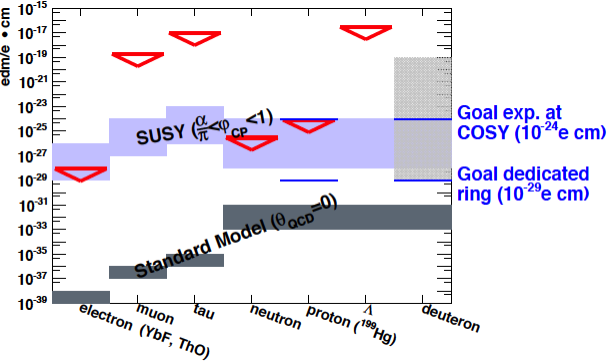 edm/e • cm
10-15
10-17
10-19
10-21
10-23
10-25
10-27
10-29
10-31
10-33
10-35
10-37
10-39
SUSY (α/π<φCP<1)
Standard Model (θQCD=0)
Goal exp. at
COSY (10-24e cm)
Goal dedicated
ring (10-29e cm)
electron (YbF, ThO)
muon
tau
neutron
proton (199Hg)
Λ
deuteron